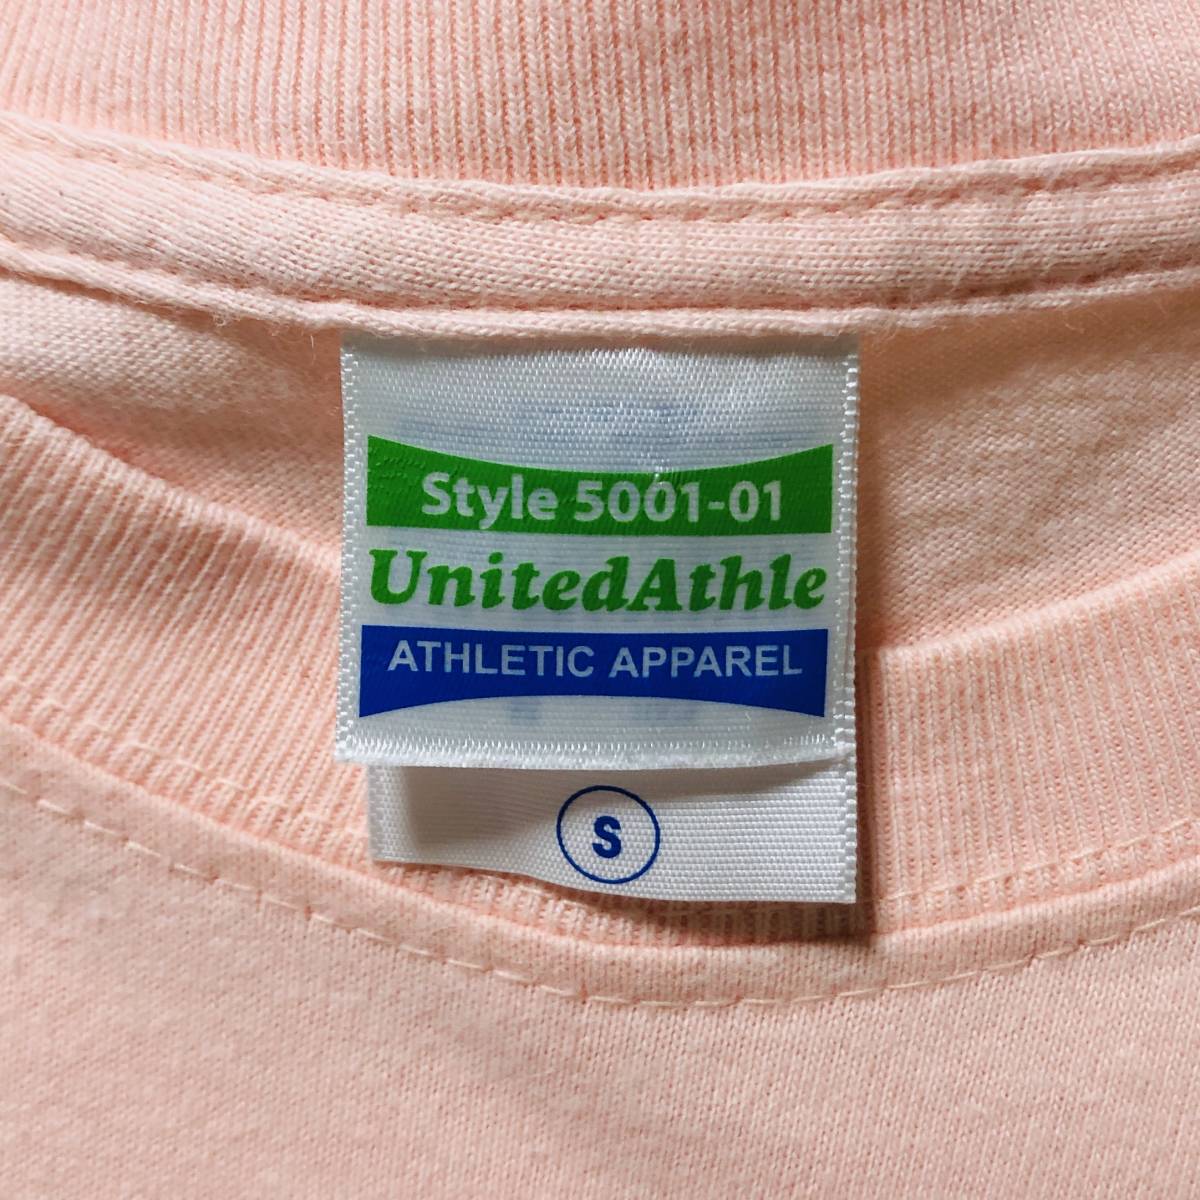 Style 5001-01
UnitedAthle
ATHLETIC APPAREL
S